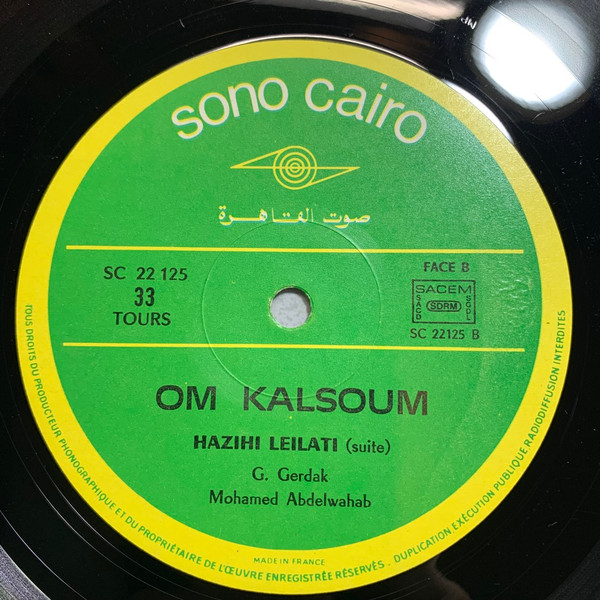 sono cairo
صوت القاهرة
SC 22 125
33
TOURS
FACE B
SACEM
SACD
SDRM
SGDL
SC 22125 B
OM KALSOUM
HAZIHI LEILATI (suite)
G. Gerdak
Mohamed Abdelwahab
MADE IN FRANCE
TOUS DROITS DU PRODUCTEUR PHONOGRAPHIQUE ET DU PROPRIÉTAIRE DE L'ŒUVRE ENREGISTRÉE RÉSERVÉS. DUPLICATION EXÉCUTION PUBLIQUE RADIODIFFUSION INTERDITES